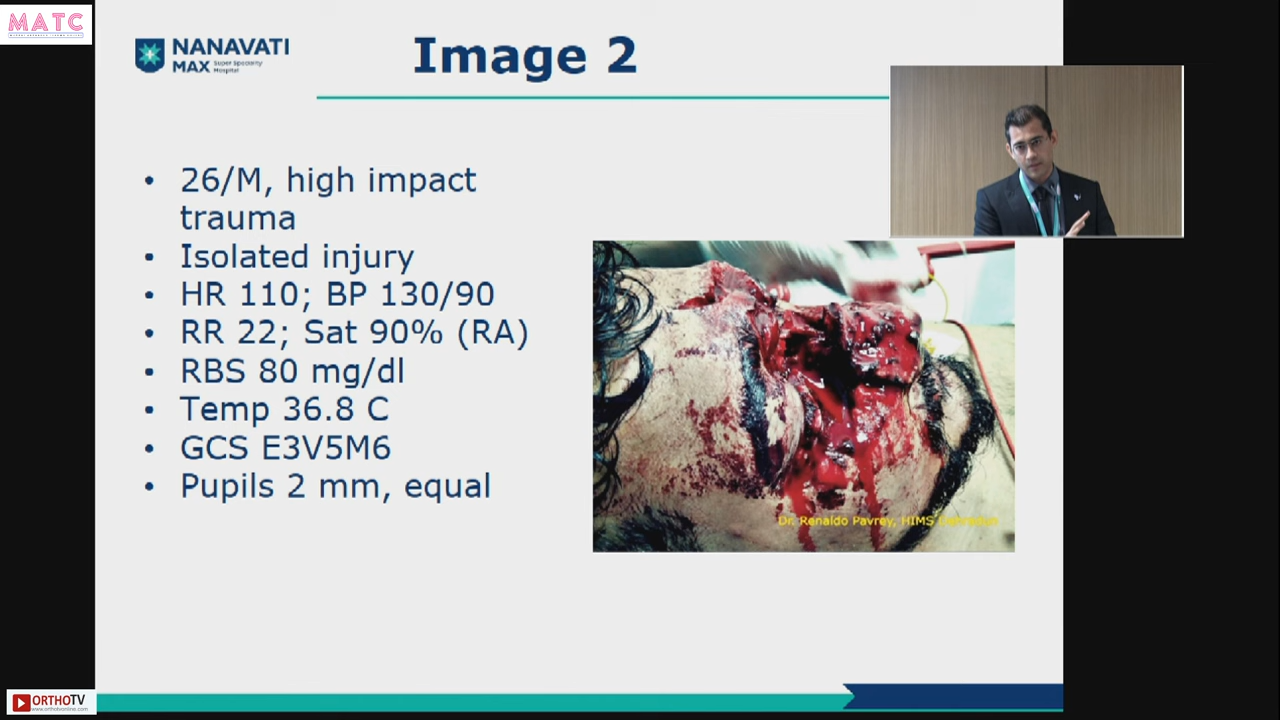 MATC
NANAVATI
MAX Super Speciality
Hospital
Image 2
• 26/M, high impact
trauma
• Isolated injury
• HR 110; BP 130/90
• RR 22; Sat 90% (RA)
• RBS 80 mg/dl
• Temp 36.8 C
• GCS E3V5M6
• Pupils 2 mm, equal
Dr. Renaldo Pavrey, HIMS
ORTHOTV
www.orthotvonline.com